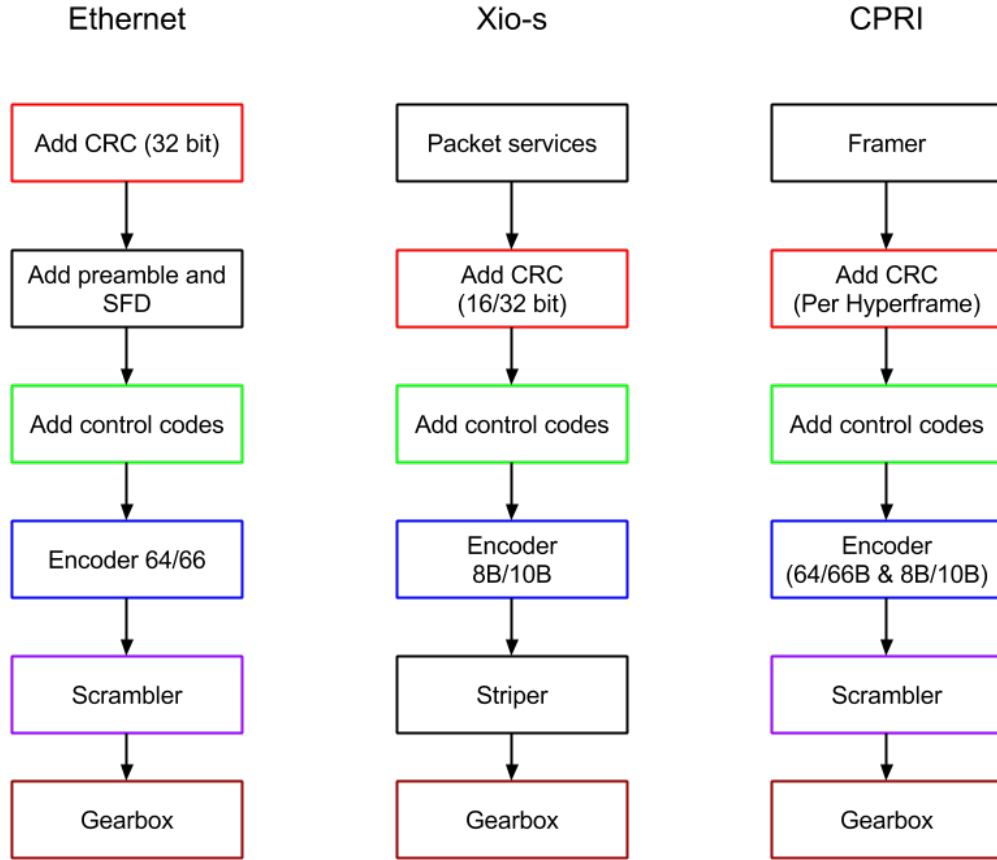 Ethernet
Xio-s
CPRI
Add CRC (32 bit)
Packet services
Framer
Add preamble and
SFD
Add CRC
(16/32 bit)
Add CRC
(Per Hyperframe)
Add control codes
Add control codes
Add control codes
Encoder 64/66
Encoder
8B/10B
Encoder
(64/66B & 8B/10B)
Scrambler
Striper
Scrambler
Gearbox
Gearbox
Gearbox